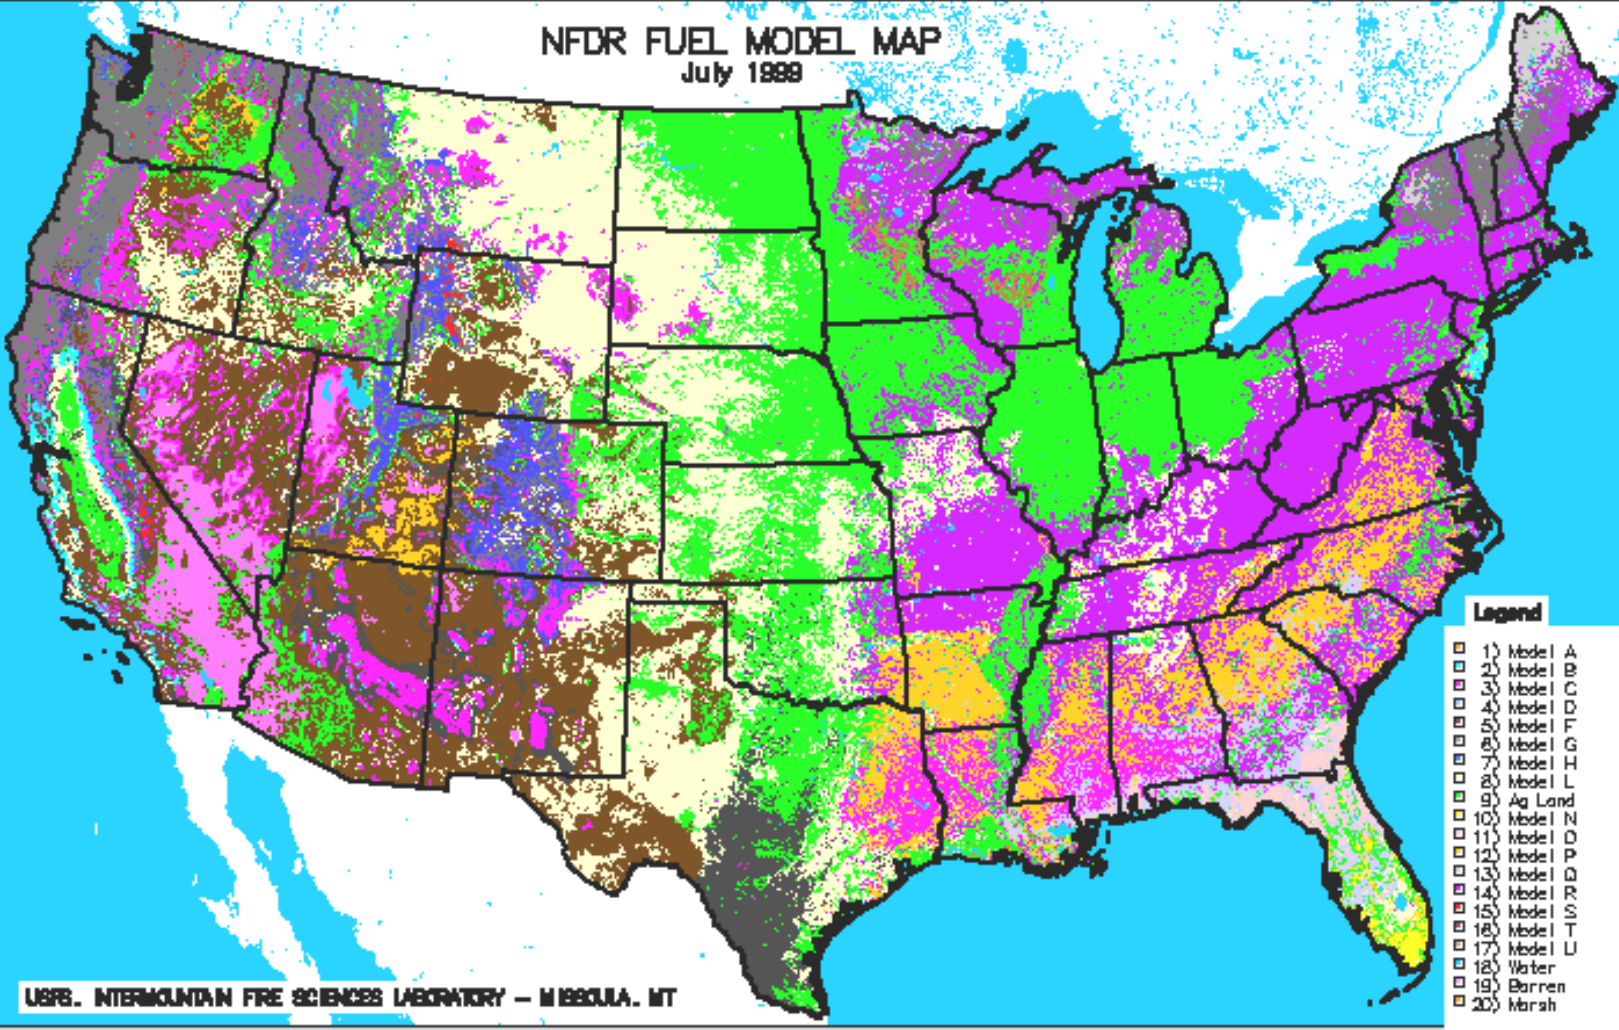 NFDR FUEL MODEL MAP
July 1999
Legend
1) Model A
2) Model B
3) Model C
4) Model D
5) Model F
6) Model G
7) Model H
8) Model L
9) Ag Land
10) Model N
11) Model O
12) Model P
13) Model Q
14) Model R
15) Model S
16) Model T
17) Model U
18) Water
19) Barren
20) Marsh
USFS. INTERMOUNTAIN FIRE SCIENCES LABORATORY - MISSOULA. MT